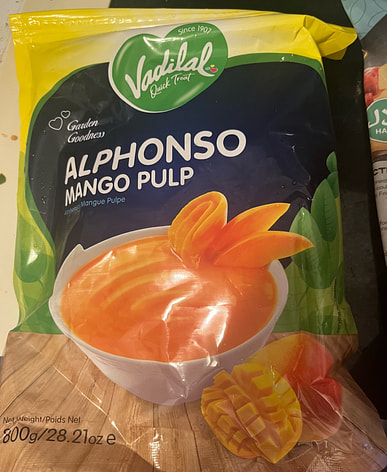 Since 1907
Vadilal
Quick Treat
Garden
Goodness
ALPHONSO
MANGO PULP
Mangue Pulpe
Net Weight/Poids Net
800g/28.21oz e